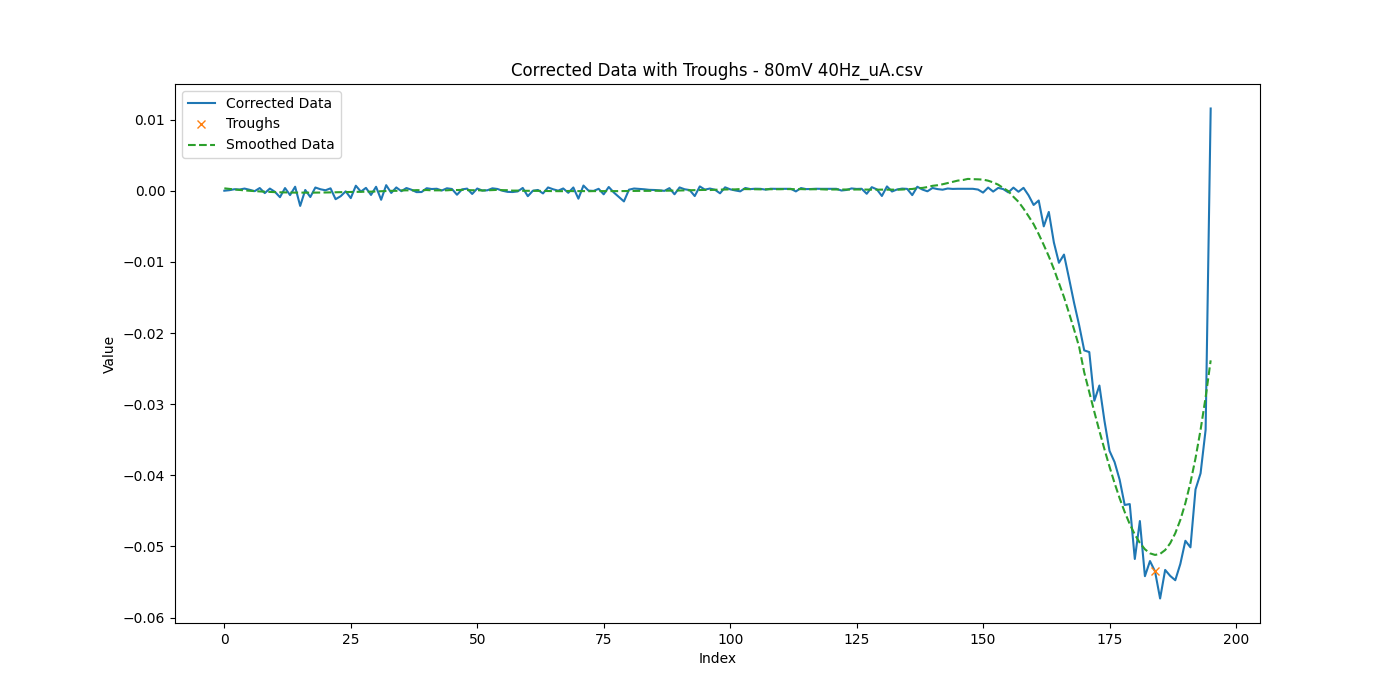 Corrected Data with Troughs - 80mV 40Hz_uA.csv
Corrected Data
Troughs
Smoothed Data
0.01
0.00
−0.01
−0.02
−0.03
−0.04
−0.05
−0.06
Value
0 25 50 75 100 125 150 175 200
Index